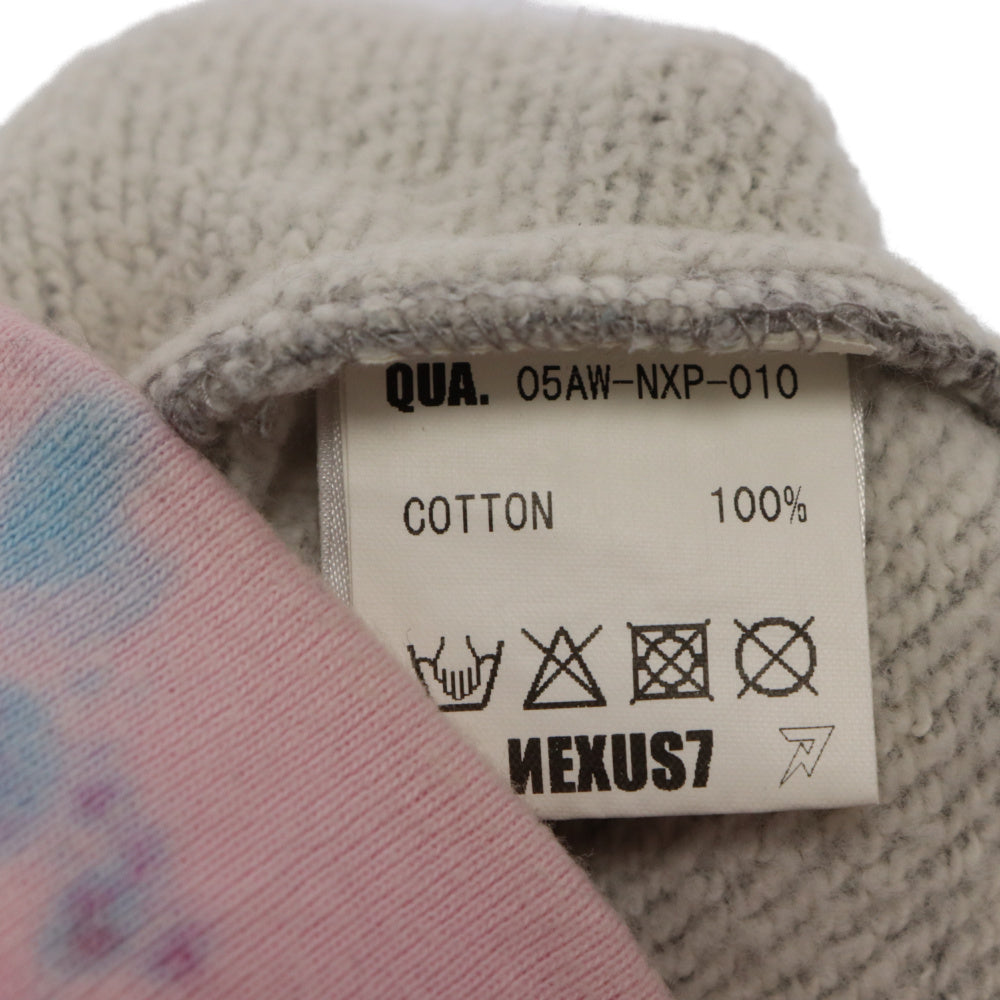 QUA. 05AW-NXP-010
COTTON 100%
NEXUS7